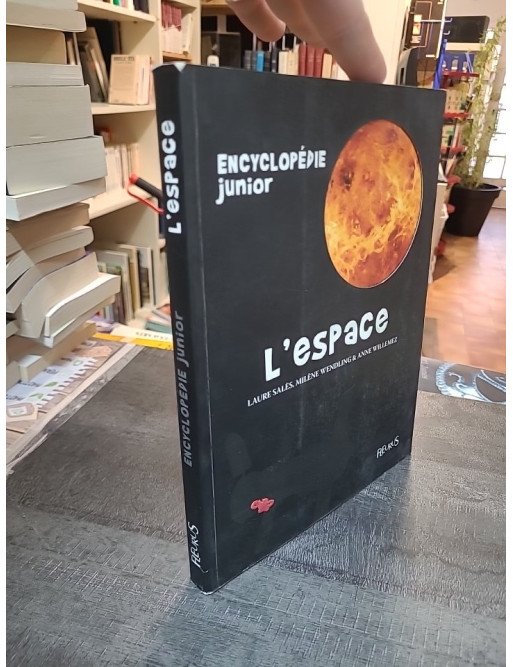 ENCYCLOPÉDIE
junior
L'espace
LAURE SALÈS, MILÈNE WENDLING & ANNE WILLEMEZ
FLEURUS
L'espace
ENCYCLOPÉDIE junior
FLEURUS